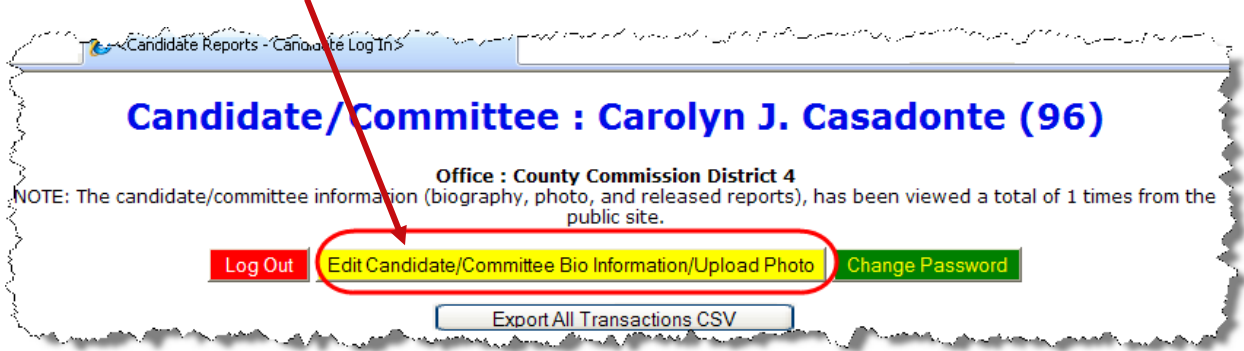 <Candidate Reports - Candidate Log In>
Candidate/Committee : Carolyn J. Casadonte (96)
Office : County Commission District 4
NOTE: The candidate/committee information (biography, photo, and released reports), has been viewed a total of 1 times from the
public site.
Log Out Edit Candidate/Committee Bio Information/Upload Photo Change Password
Export All Transactions CSV